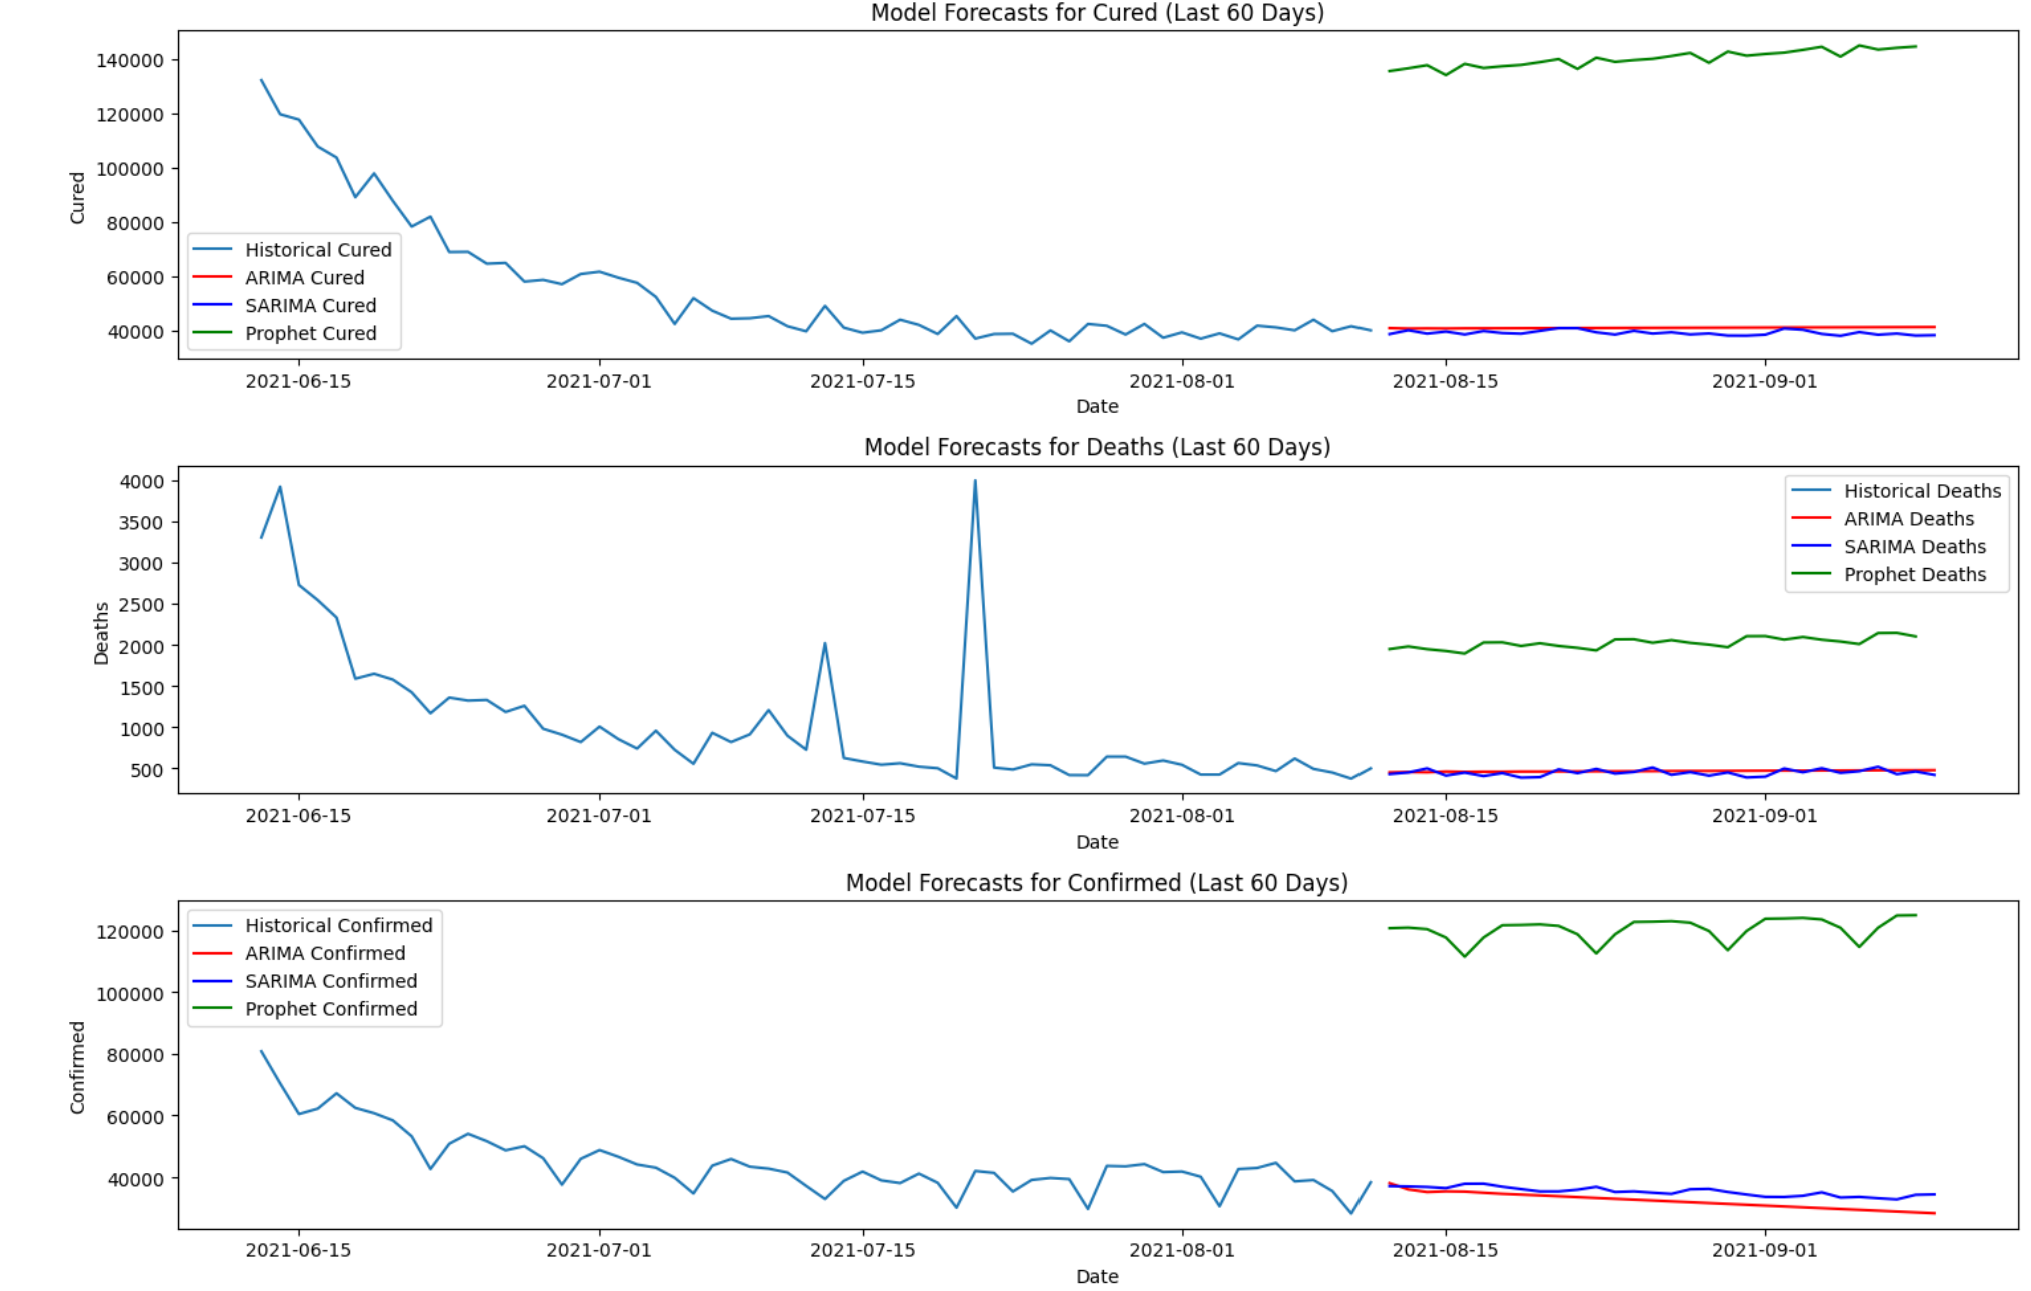 Model Forecasts for Cured (Last 60 Days)
140000
120000
100000
80000
60000
40000
Cured
Historical Cured
ARIMA Cured
SARIMA Cured
Prophet Cured
2021-06-15 2021-07-01 2021-07-15 2021-08-01 2021-08-15 2021-09-01
Date
Model Forecasts for Deaths (Last 60 Days)
4000
3500
3000
2500
2000
1500
1000
500
Deaths
Historical Deaths
ARIMA Deaths
SARIMA Deaths
Prophet Deaths
2021-06-15 2021-07-01 2021-07-15 2021-08-01 2021-08-15 2021-09-01
Date
Model Forecasts for Confirmed (Last 60 Days)
120000
100000
80000
60000
40000
Confirmed
Historical Confirmed
ARIMA Confirmed
SARIMA Confirmed
Prophet Confirmed
2021-06-15 2021-07-01 2021-07-15 2021-08-01 2021-08-15 2021-09-01
Date